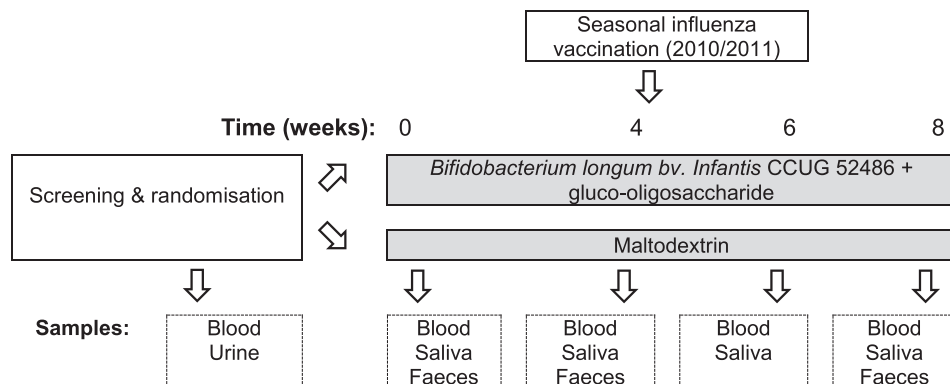 Seasonal influenza
vaccination (2010/2011)
Time (weeks): 0 4 6 8
Bifidobacterium longum bv. Infantis CCUG 52486 +
gluco-oligosaccharide
Screening & randomisation
Maltodextrin
Samples: Blood Blood Blood Blood Blood
Urine Saliva Saliva Saliva Saliva
Faeces Faeces Faeces